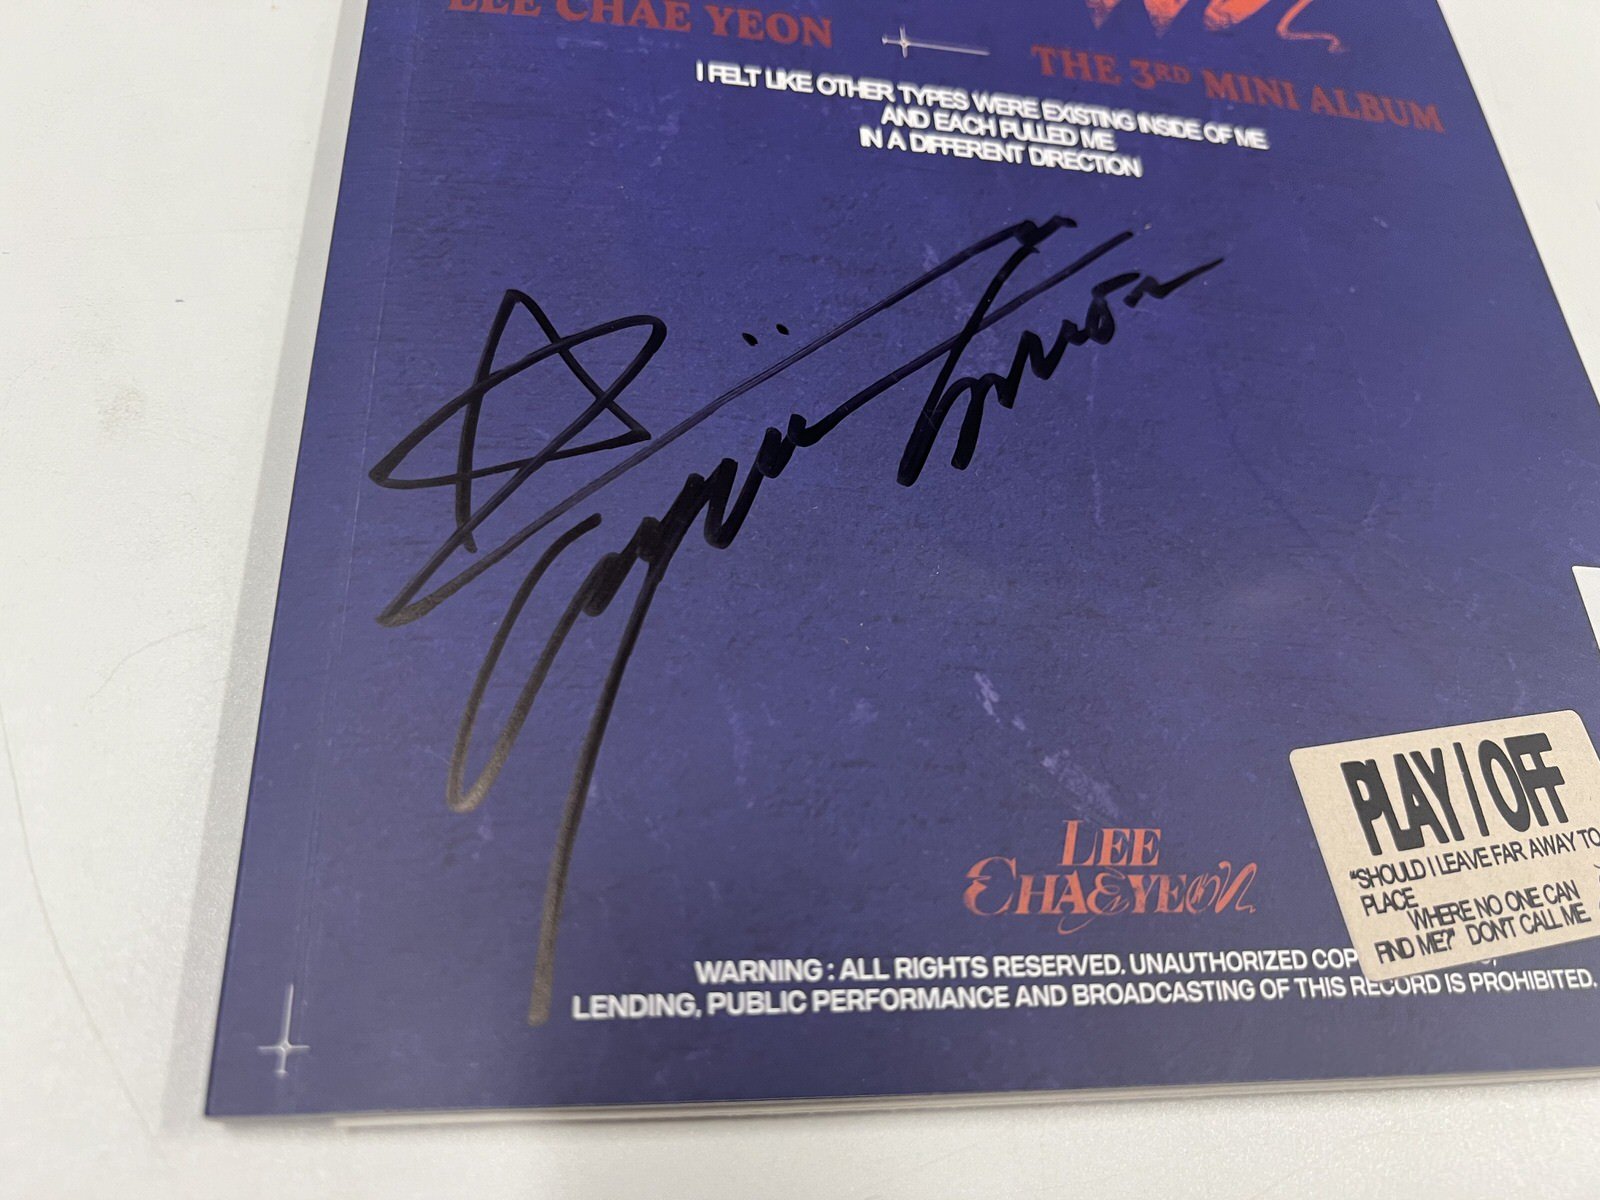 LEE CHAE YEON
THE 3RD MINI ALBUM
I FELT LIKE OTHER TYPES WERE EXISTING INSIDE OF ME
AND EACH PULLED ME
IN A DIFFERENT DIRECTION
LEE
CHAEYEON
PLAY / OFF
"SHOULD I LEAVE FAR AWAY TO
PLACE
WHERE NO ONE CAN
FIND ME?" DON'T CALL ME
WARNING : ALL RIGHTS RESERVED. UNAUTHORIZED
LENDING, PUBLIC PERFORMANCE AND BROADCASTING OF THIS RECORD IS PROHIBITED.